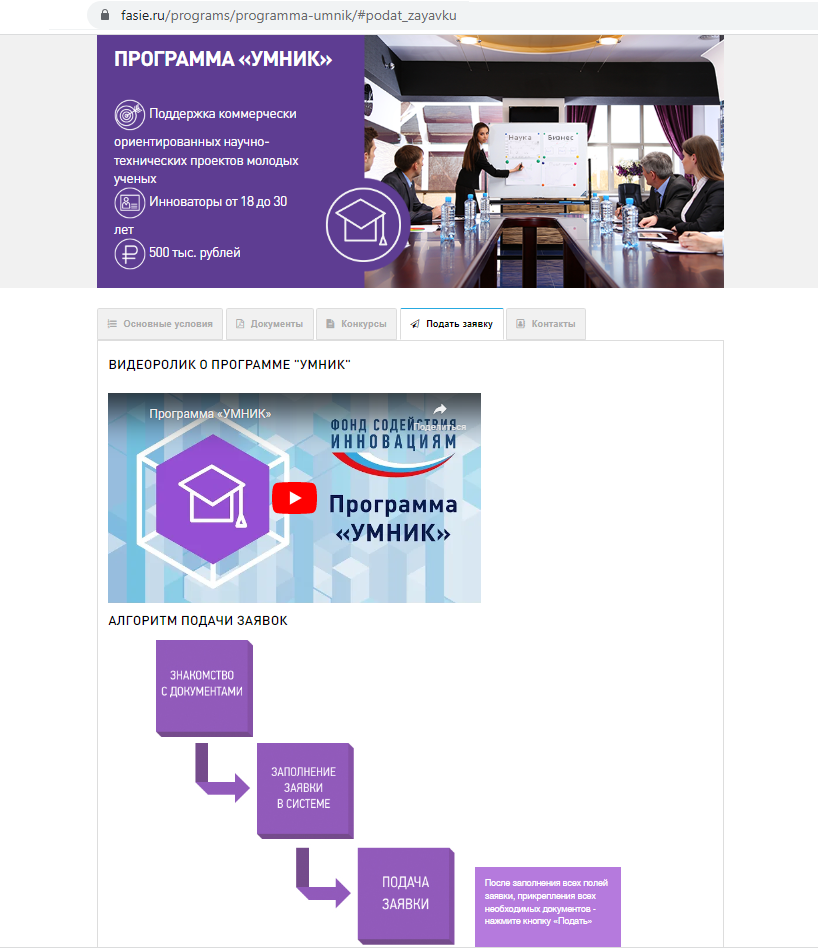 fasie.ru/programs/programma-umnik/#podat_zayavku
ПРОГРАММА «УМНИК»
Поддержка коммерчески
ориентированных научно-
технических проектов молодых
ученых
Инноваторы от 18 до 30
лет
500 тыс. рублей
Наука
Бизнес
Основные условия
Документы
Конкурсы
Подать заявку
Контакты
ВИДЕОРОЛИК О ПРОГРАММЕ "УМНИК"
Программа «УМНИК»
Поделиться
ФОНД СОДЕЙСТВИЯ
ИННОВАЦИЯМ
Программа
«УМНИК»
АЛГОРИТМ ПОДАЧИ ЗАЯВОК
ЗНАКОМСТВО
С ДОКУМЕНТАМИ
ЗАПОЛНЕНИЕ
ЗАЯВКИ
В СИСТЕМЕ
ПОДАЧА
ЗАЯВКИ
После заполнения всех полей
заявки, прикрепления всех
необходимых документов -
нажмите кнопку «Подать»